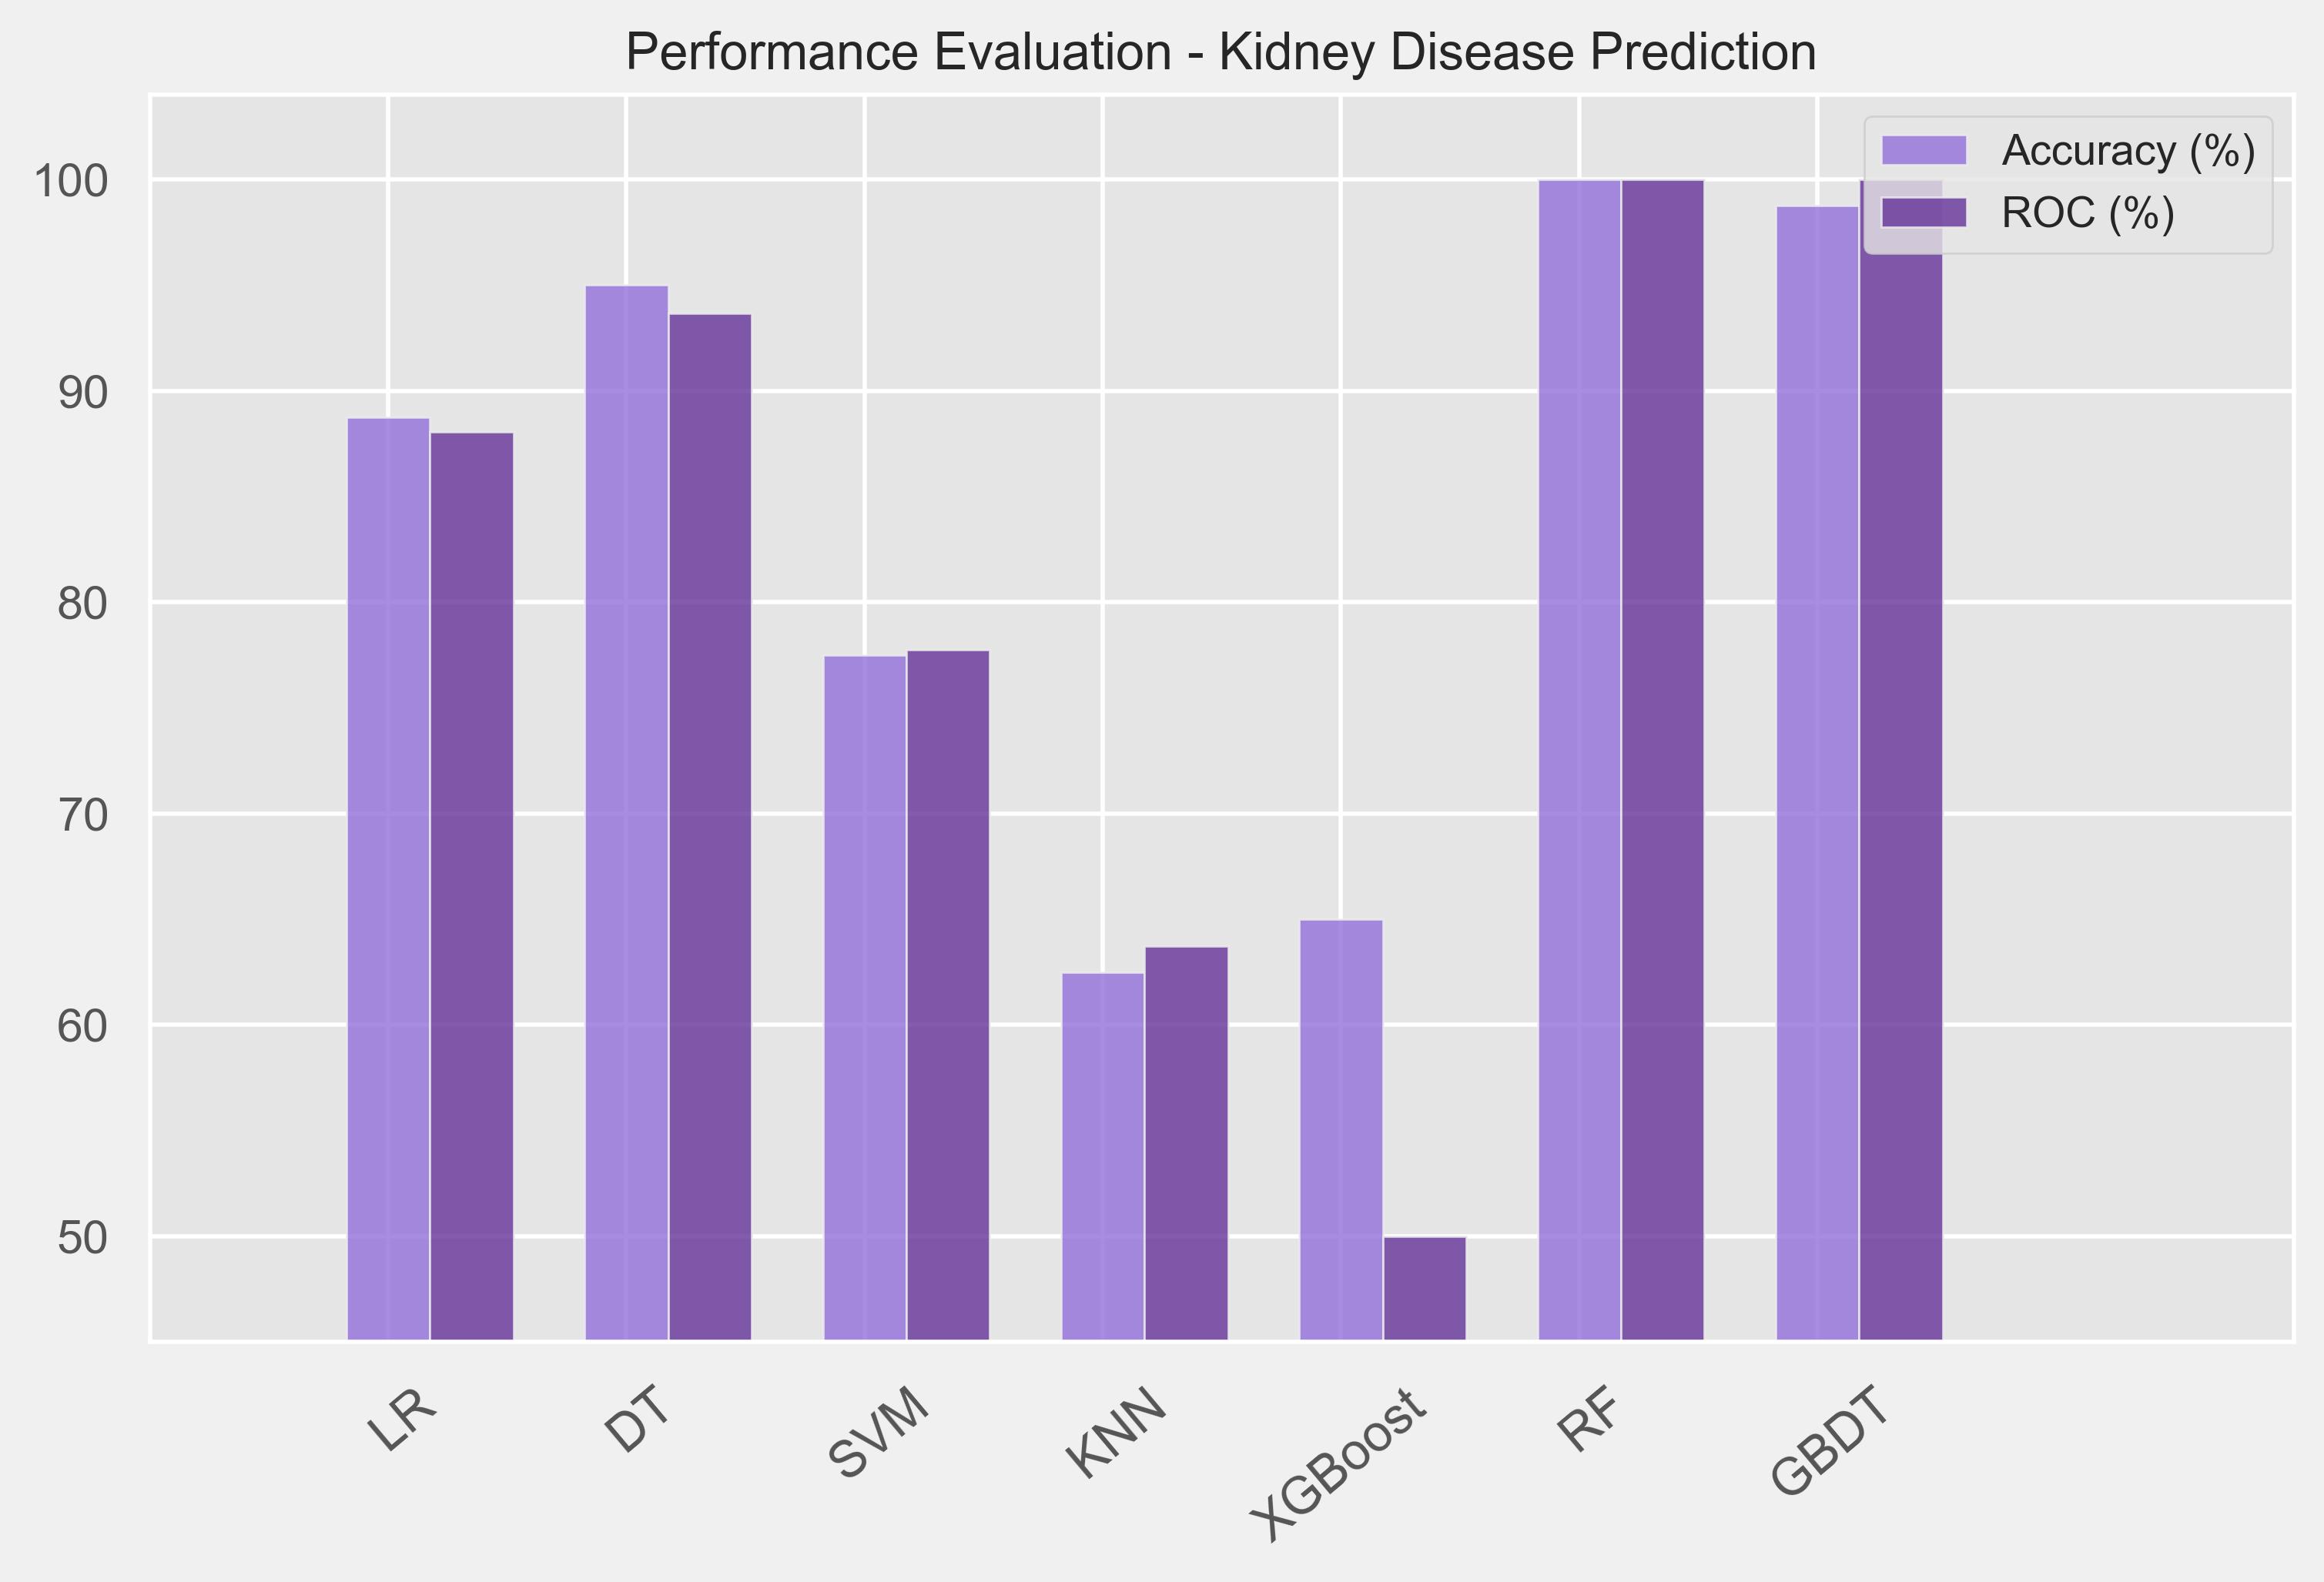 Performance Evaluation - Kidney Disease Prediction
Accuracy (%)
ROC (%)
100
90
80
70
60
50
LR
DT
SVM
KNN
XGBoost
RF
GBDT